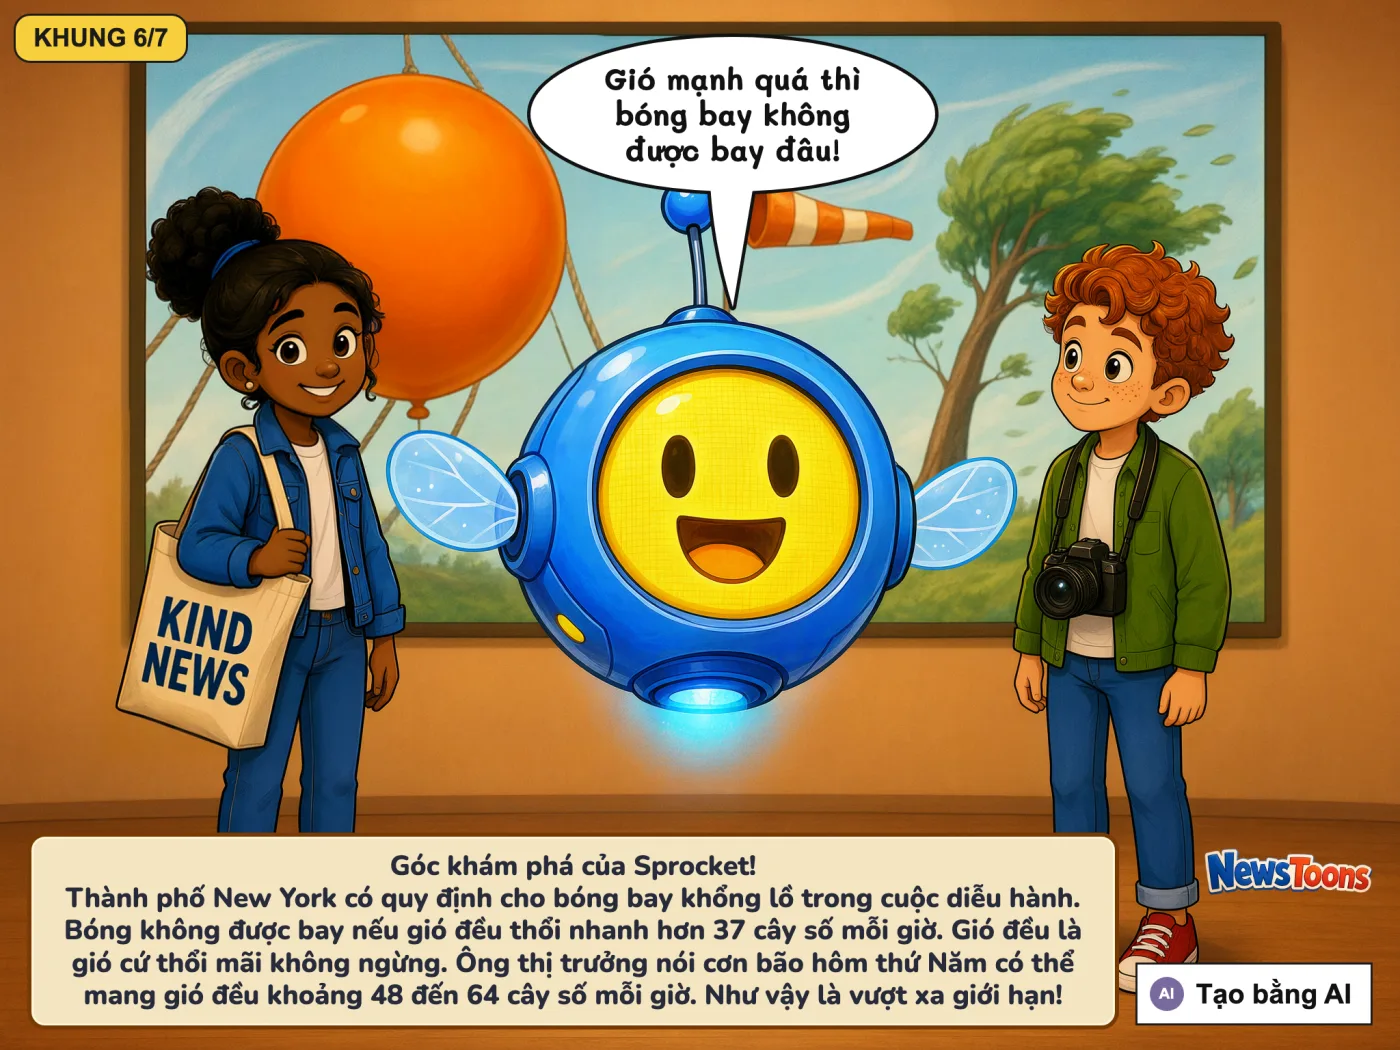 KHUNG 6/7
Gió mạnh quá thì
bóng bay không
được bay đâu!
KIND
NEWS
Góc khám phá của Sprocket!
Thành phố New York có quy định cho bóng bay khổng lồ trong cuộc diễu hành.
Bóng không được bay nếu gió đều thổi nhanh hơn 37 cây số mỗi giờ. Gió đều là
gió cứ thổi mãi không ngừng. Ông thị trưởng nói cơn bão hôm thứ Năm có thể
mang gió đều khoảng 48 đến 64 cây số mỗi giờ. Như vậy là vượt xa giới hạn!
NewsToons
AI Tạo bằng AI